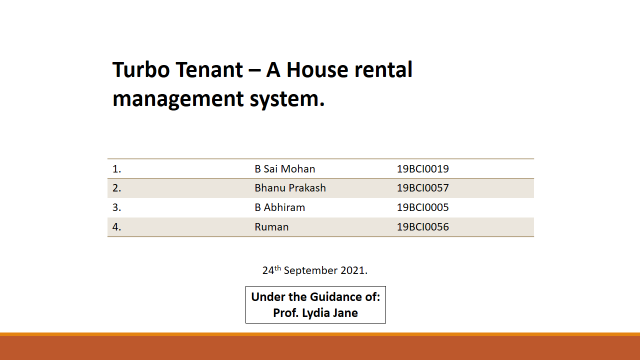 Turbo Tenant – A House rental
management system.
1. B Sai Mohan 19BCI0019
2. Bhanu Prakash 19BCI0057
3. B Abhiram 19BCI0005
4. Ruman 19BCI0056
24th September 2021.
Under the Guidance of:
Prof. Lydia Jane